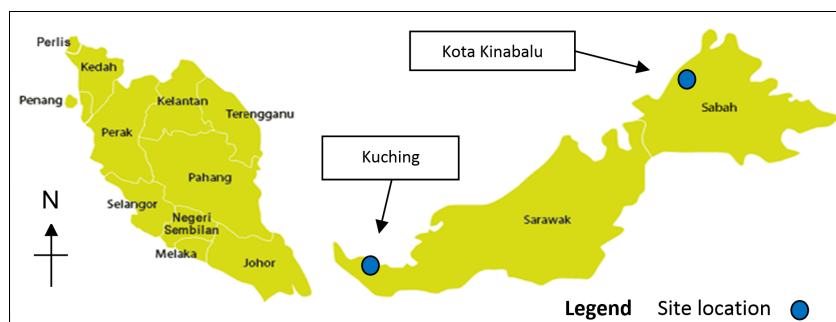 Perlis
Kedah
Penang
Kelantan
Terengganu
Perak
Pahang
Selangor
Negeri
Sembilan
Melaka
Johor
N
Kota Kinabalu
Sabah
Kuching
Sarawak
Legend Site location